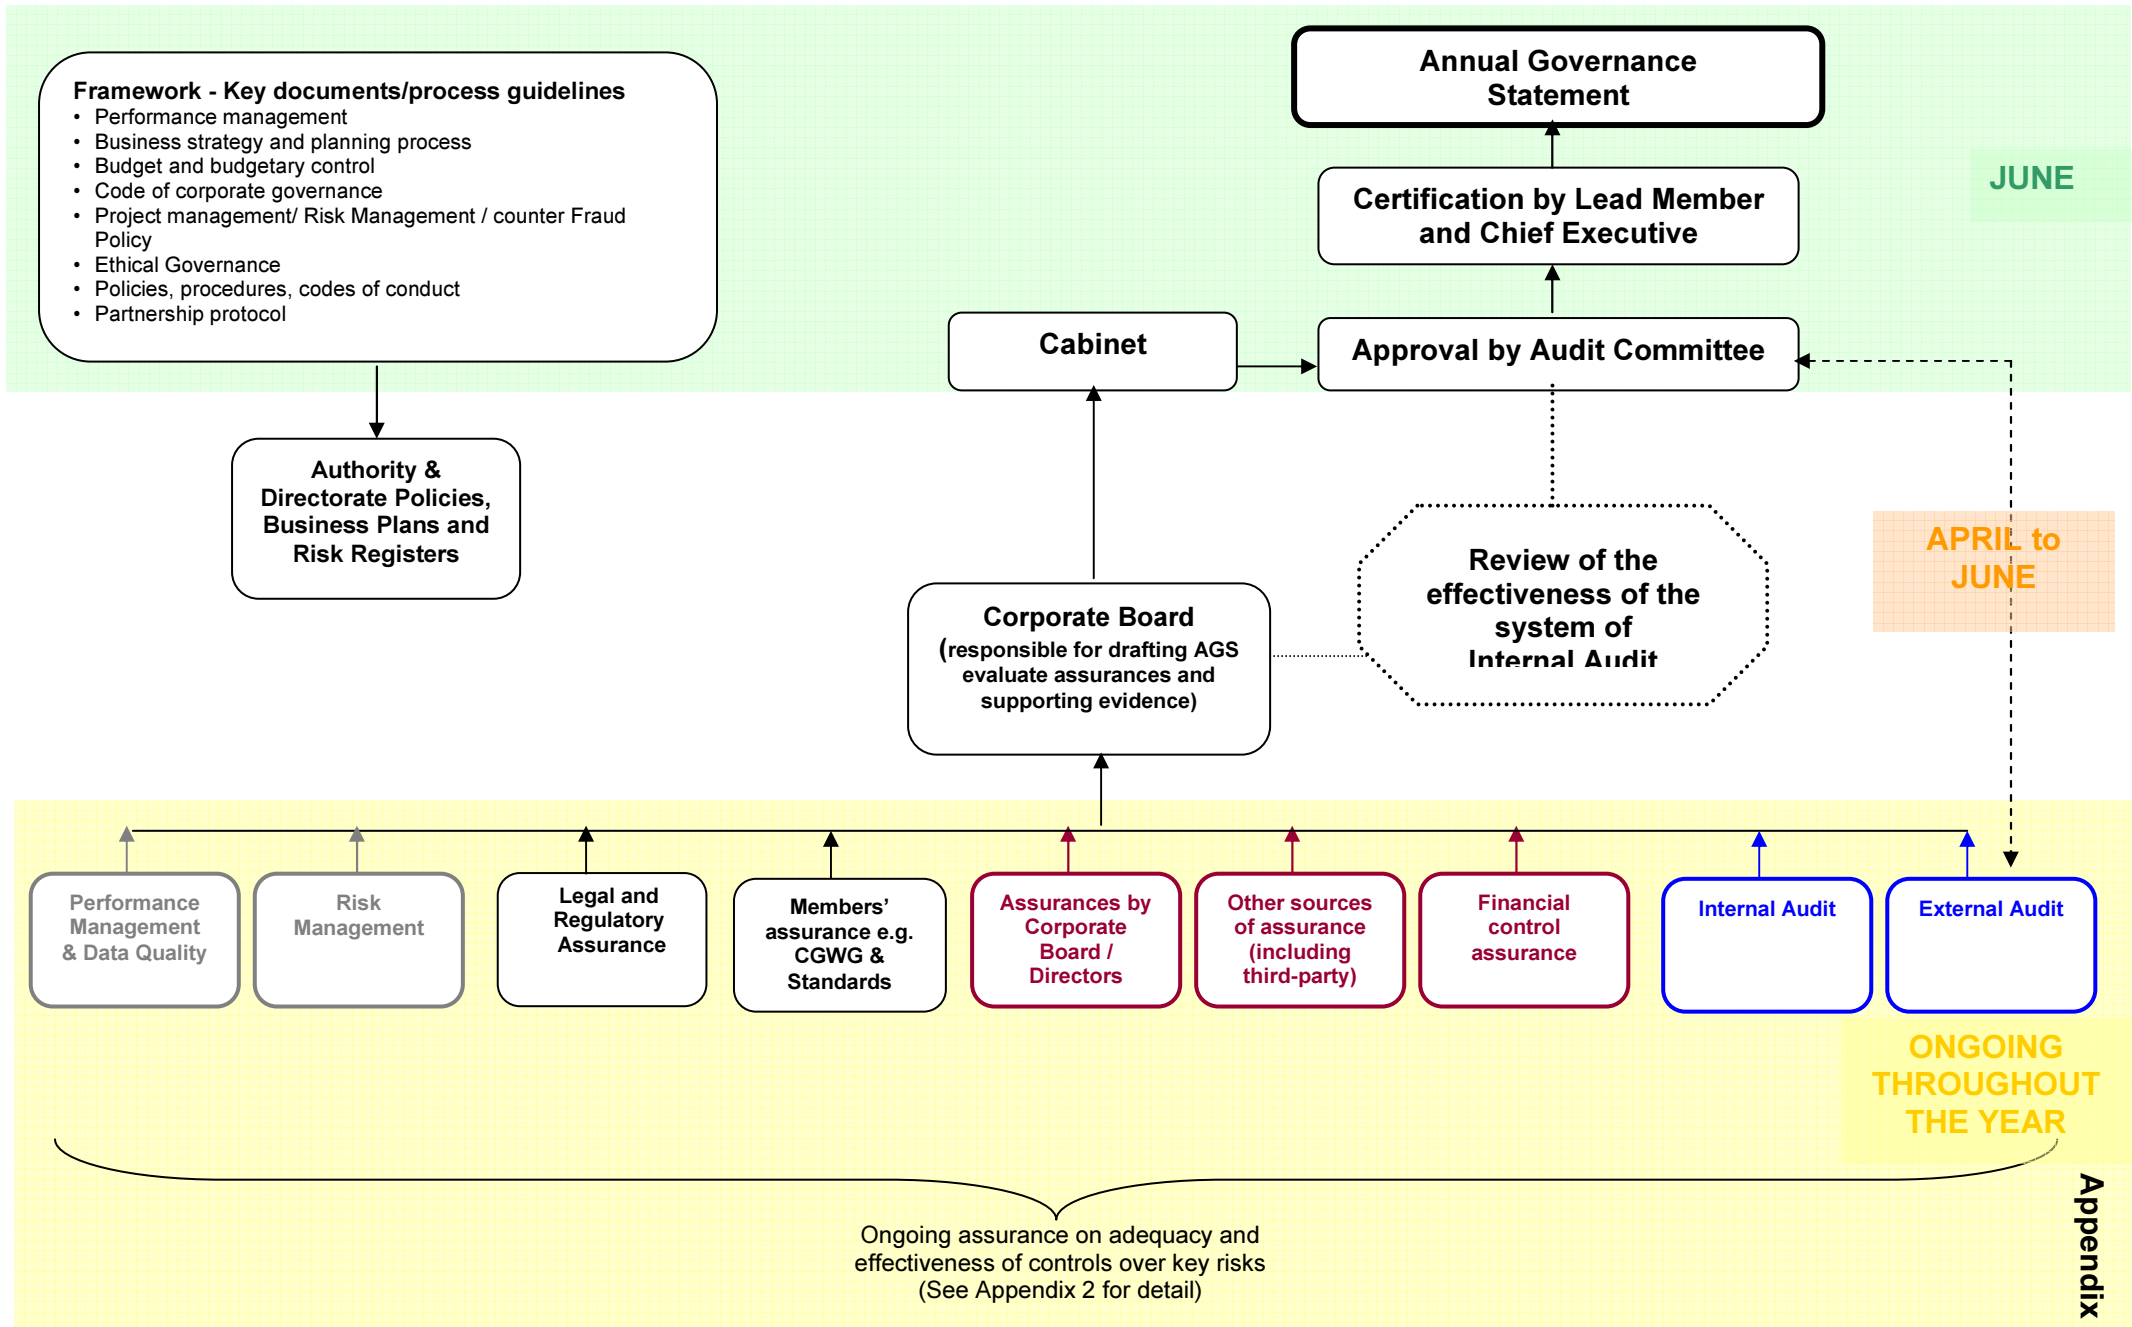 Annual Governance
Statement
Framework - Key documents/process guidelines
• Performance management
• Business strategy and planning process
• Budget and budgetary control
• Code of corporate governance
• Project management/ Risk Management / counter Fraud
Policy
• Ethical Governance
• Policies, procedures, codes of conduct
• Partnership protocol
JUNE
Certification by Lead Member
and Chief Executive
Cabinet
Approval by Audit Committee
Authority &
Directorate Policies,
Business Plans and
Risk Registers
APRIL to
JUNE
Review of the
effectiveness of the
system of
Internal Audit
Corporate Board
(responsible for drafting AGS
evaluate assurances and
supporting evidence)
Performance
Management
& Data Quality
Risk
Management
Legal and
Regulatory
Assurance
Members’
assurance e.g.
CGWG &
Standards
Assurances by
Corporate
Board /
Directors
Other sources
of assurance
(including
third-party)
Financial
control
assurance
Internal Audit
External Audit
ONGOING
THROUGHOUT
THE YEAR
Ongoing assurance on adequacy and
effectiveness of controls over key risks
(See Appendix 2 for detail)
Appendix